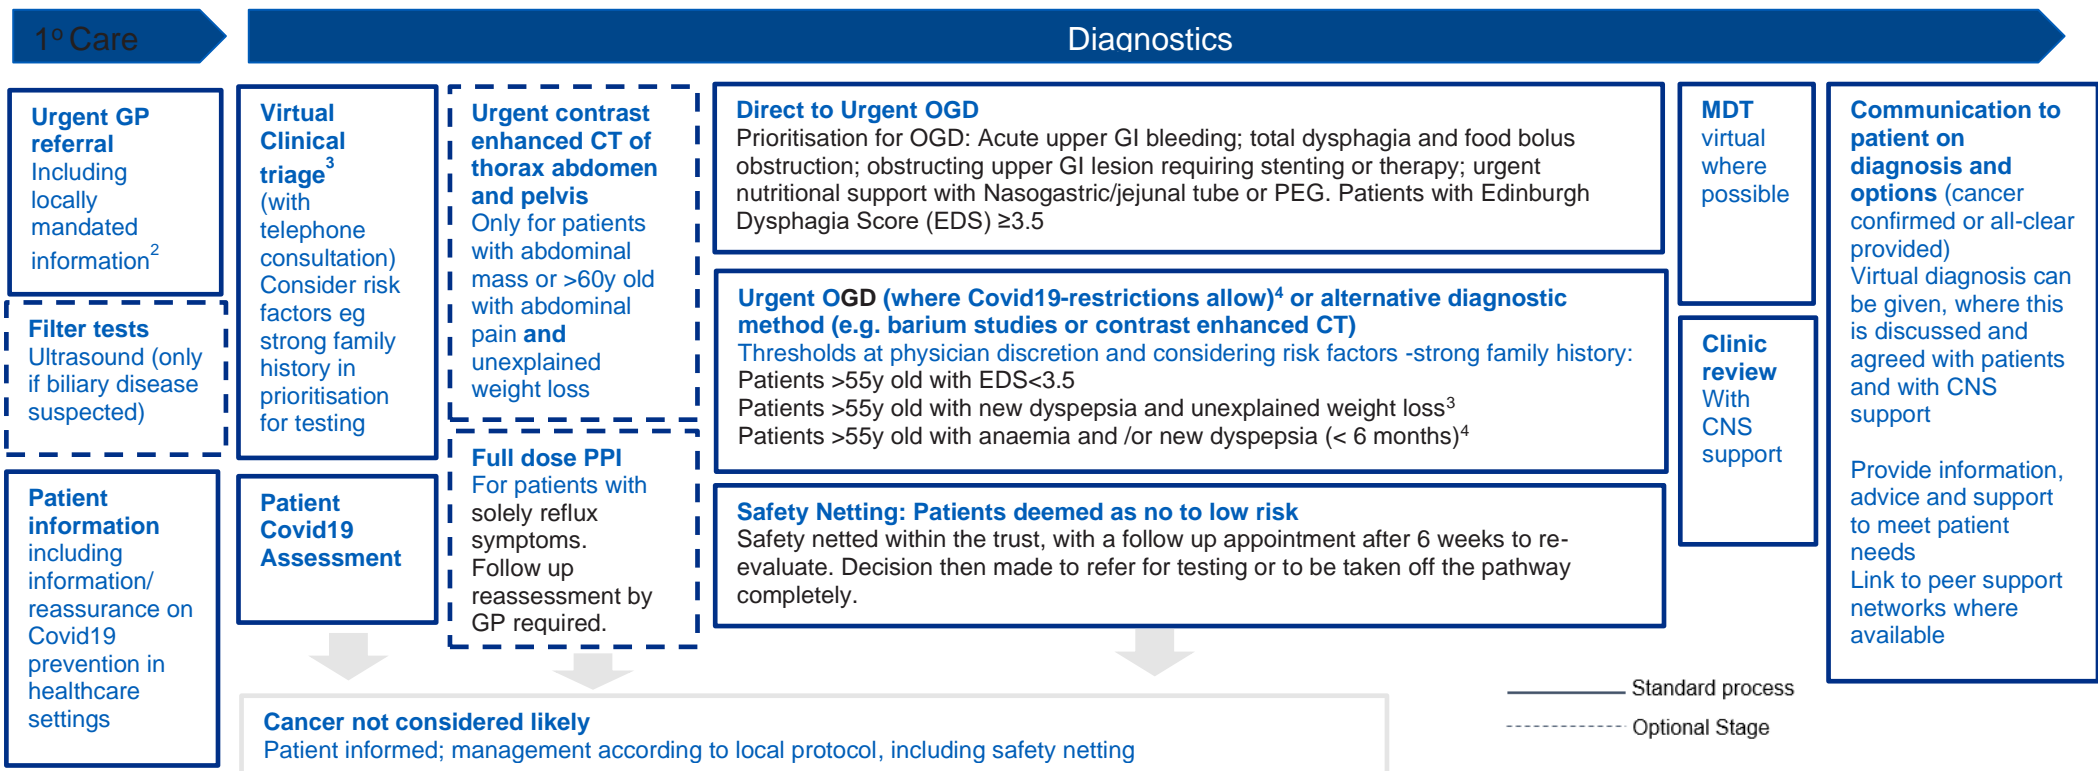 1º Care
Diagnostics
Urgent GP
referral
Including
locally
mandated
information2
Filter tests
Ultrasound (only
if biliary disease
suspected)
Patient
information
including
information/
reassurance on
Covid19
prevention in
healthcare
settings
Virtual
Clinical
triage3
(with
telephone
consultation)
Consider risk
factors eg
strong family
history in
prioritisation
for testing
Patient
Covid19
Assessment
Urgent contrast
enhanced CT of
thorax abdomen
and pelvis
Only for patients
with abdominal
mass or >60y old
with abdominal
pain and
unexplained
weight loss
Full dose PPI
For patients with
solely reflux
symptoms.
Follow up
reassessment by
GP required.
Direct to Urgent OGD
Prioritisation for OGD: Acute upper GI bleeding; total dysphagia and food bolus
obstruction; obstructing upper GI lesion requiring stenting or therapy; urgent
nutritional support with Nasogastric/jejunal tube or PEG. Patients with Edinburgh
Dysphagia Score (EDS) ≥3.5
Urgent OGD (where Covid19-restrictions allow)4 or alternative diagnostic
method (e.g. barium studies or contrast enhanced CT)
Thresholds at physician discretion and considering risk factors -strong family history:
Patients >55y old with EDS<3.5
Patients >55y old with new dyspepsia and unexplained weight loss3
Patients >55y old with anaemia and /or new dyspepsia (< 6 months)4
Safety Netting: Patients deemed as no to low risk
Safety netted within the trust, with a follow up appointment after 6 weeks to re-
evaluate. Decision then made to refer for testing or to be taken off the pathway
completely.
MDT
virtual
where
possible
Clinic
review
With
CNS
support
Communication to
patient on
diagnosis and
options (cancer
confirmed or all-clear
provided)
Virtual diagnosis can
be given, where this
is discussed and
agreed with patients
and with CNS
support
Provide information,
advice and support
to meet patient
needs
Link to peer support
networks where
available
Cancer not considered likely
Patient informed; management according to local protocol, including safety netting
Standard process
Optional Stage